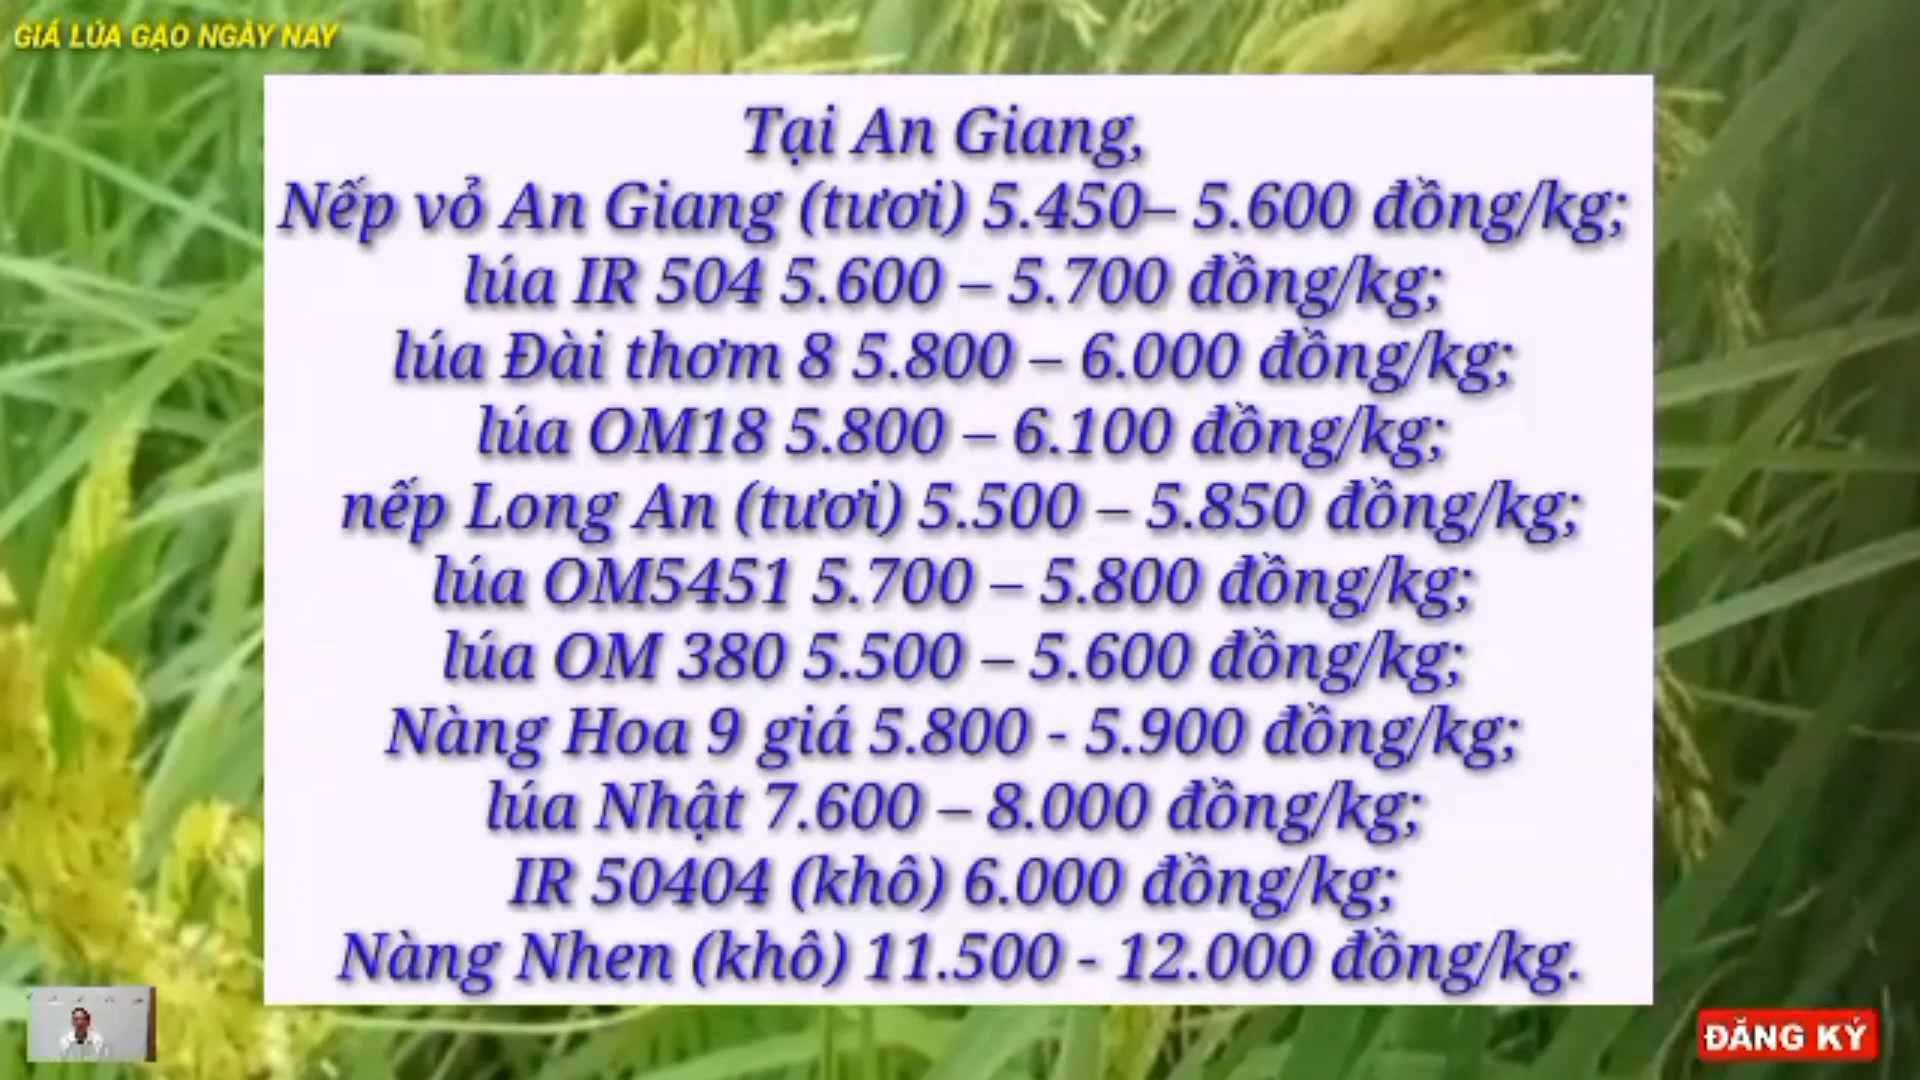 GIÁ LÚA GẠO NGÀY NAY
Tại An Giang,
Nếp vỏ An Giang (tươi) 5.450– 5.600 đồng/kg;
lúa IR 504 5.600 – 5.700 đồng/kg;
lúa Đài thơm 8 5.800 – 6.000 đồng/kg;
lúa OM18 5.800 – 6.100 đồng/kg;
nếp Long An (tươi) 5.500 – 5.850 đồng/kg;
lúa OM5451 5.700 – 5.800 đồng/kg;
lúa OM 380 5.500 – 5.600 đồng/kg;
Nàng Hoa 9 giá 5.800 - 5.900 đồng/kg;
lúa Nhật 7.600 – 8.000 đồng/kg;
IR 50404 (khô) 6.000 đồng/kg;
Nàng Nhen (khô) 11.500 - 12.000 đồng/kg.
ĐĂNG KÝ